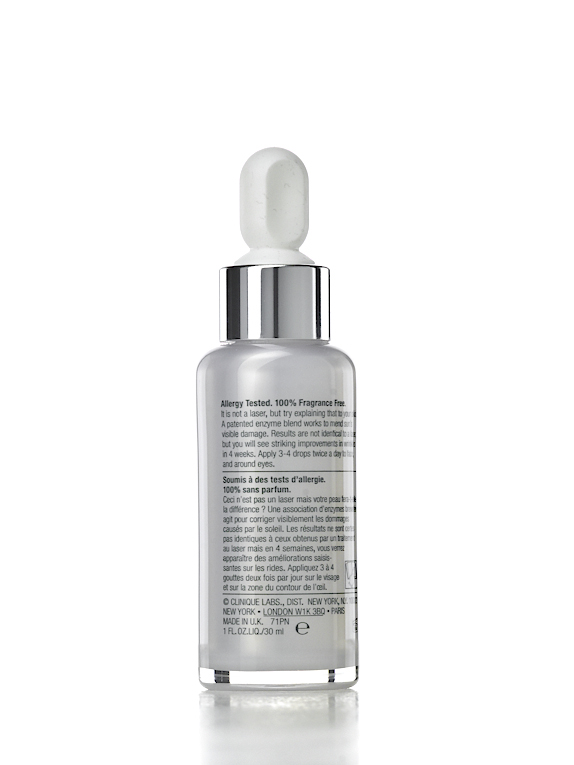 Allergy Tested. 100% Fragrance Free.
It is not a laser, but try explaining that to your
A patented enzyme blend works to mend
visible damage. Results are not identical to
but you will see striking improvements in
in 4 weeks. Apply 3-4 drops twice a day to
and around eyes.
Soumis à des tests d'allergie.
100% sans parfum.
Ceci n'est pas un laser mais votre peau
la différence ? Une association d'enzymes
agit pour corriger visiblement les dommages
causés par le soleil. Les résultats ne sont
pas identiques à ceux obtenus par un traitement
au laser mais en 4 semaines, vous verrez
apparaître des améliorations saisis-
santes sur les rides. Appliquez 3 à 4
gouttes deux fois par jour sur le visage
et sur la zone du contour de l'œil.
© CLINIQUE LABS., DIST. NEW YORK, N.Y.
NEW YORK • LONDON W1K 3BQ • PARIS
MADE IN U.K. 71PN
1 FL.OZ.LIQ./30 ml ℮